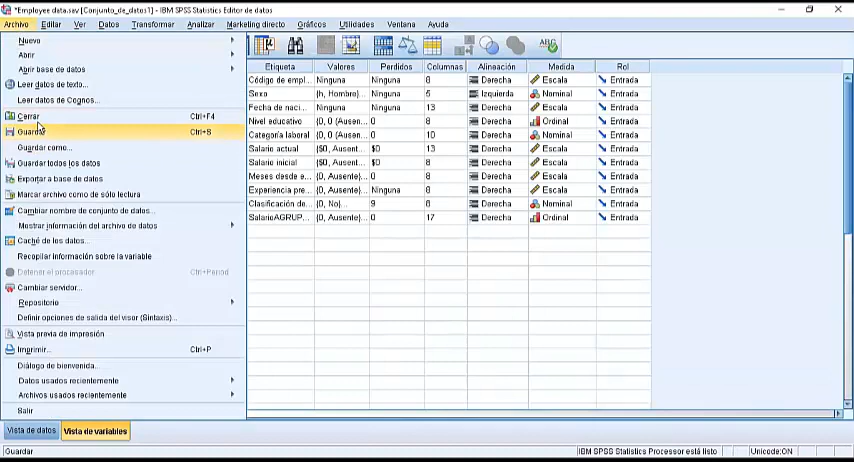 *Employee data.sav [Conjunto_de_datos1] - IBM SPSS Statistics Editor de datos
Archivo Editar Ver Datos Transformar Analizar Marketing directo Gráficos Utilidades Ventana Ayuda
Nuevo
Abrir
Abrir base de datos
Leer datos de texto...
Leer datos de Cognos...
Cerrar Ctrl+F4
Guardar Ctrl+S
Guardar como...
Guardar todos los datos
Exportar a base de datos
Marcar archivo como de sólo lectura
Cambiar nombre de conjunto de datos...
Mostrar información del archivo de datos
Caché de los datos...
Recopilar información sobre la variable
Detener el procesador Ctrl+Period
Cambiar servidor...
Repositorio
Definir opciones de salida del visor (Sintaxis)...
Vista previa de impresión
Imprimir... Ctrl+P
Diálogo de bienvenida...
Datos usados recientemente
Archivos usados recientemente
Salir
Etiqueta Valores Perdidos Columnas Alineación Medida Rol
Código de empl... Ninguna Ninguna 8 Derecha Escala Entrada
Sexo {h, Hombre}... Ninguna 5 Izquierda Nominal Entrada
Fecha de naci... Ninguna Ninguna 13 Derecha Escala Entrada
Nivel educativo {0, 0 (Ausen... 0 8 Derecha Ordinal Entrada
Categoría laboral {0, 0 (Ausen... 0 10 Derecha Nominal Entrada
Salario actual {$0, Ausent... $0 13 Derecha Escala Entrada
Salario inicial {$0, Ausent... $0 8 Derecha Escala Entrada
Meses desde e... {0, Ausente}... 0 8 Derecha Escala Entrada
Experiencia pre... {0, Ausente}... Ninguna 8 Derecha Escala Entrada
Clasificación de... {0, No}... 9 8 Derecha Nominal Entrada
SalarioAGRUP... {0, Ausente}... 0 17 Derecha Ordinal Entrada
Vista de datos Vista de variables
Guardar IBM SPSS Statistics Processor está listo Unicode:ON